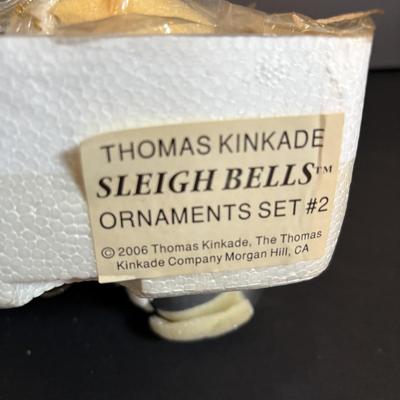 THOMAS KINKADE
SLEIGH BELLS™
ORNAMENTS SET #2
© 2006 Thomas Kinkade, The Thomas
Kinkade Company Morgan Hill, CA